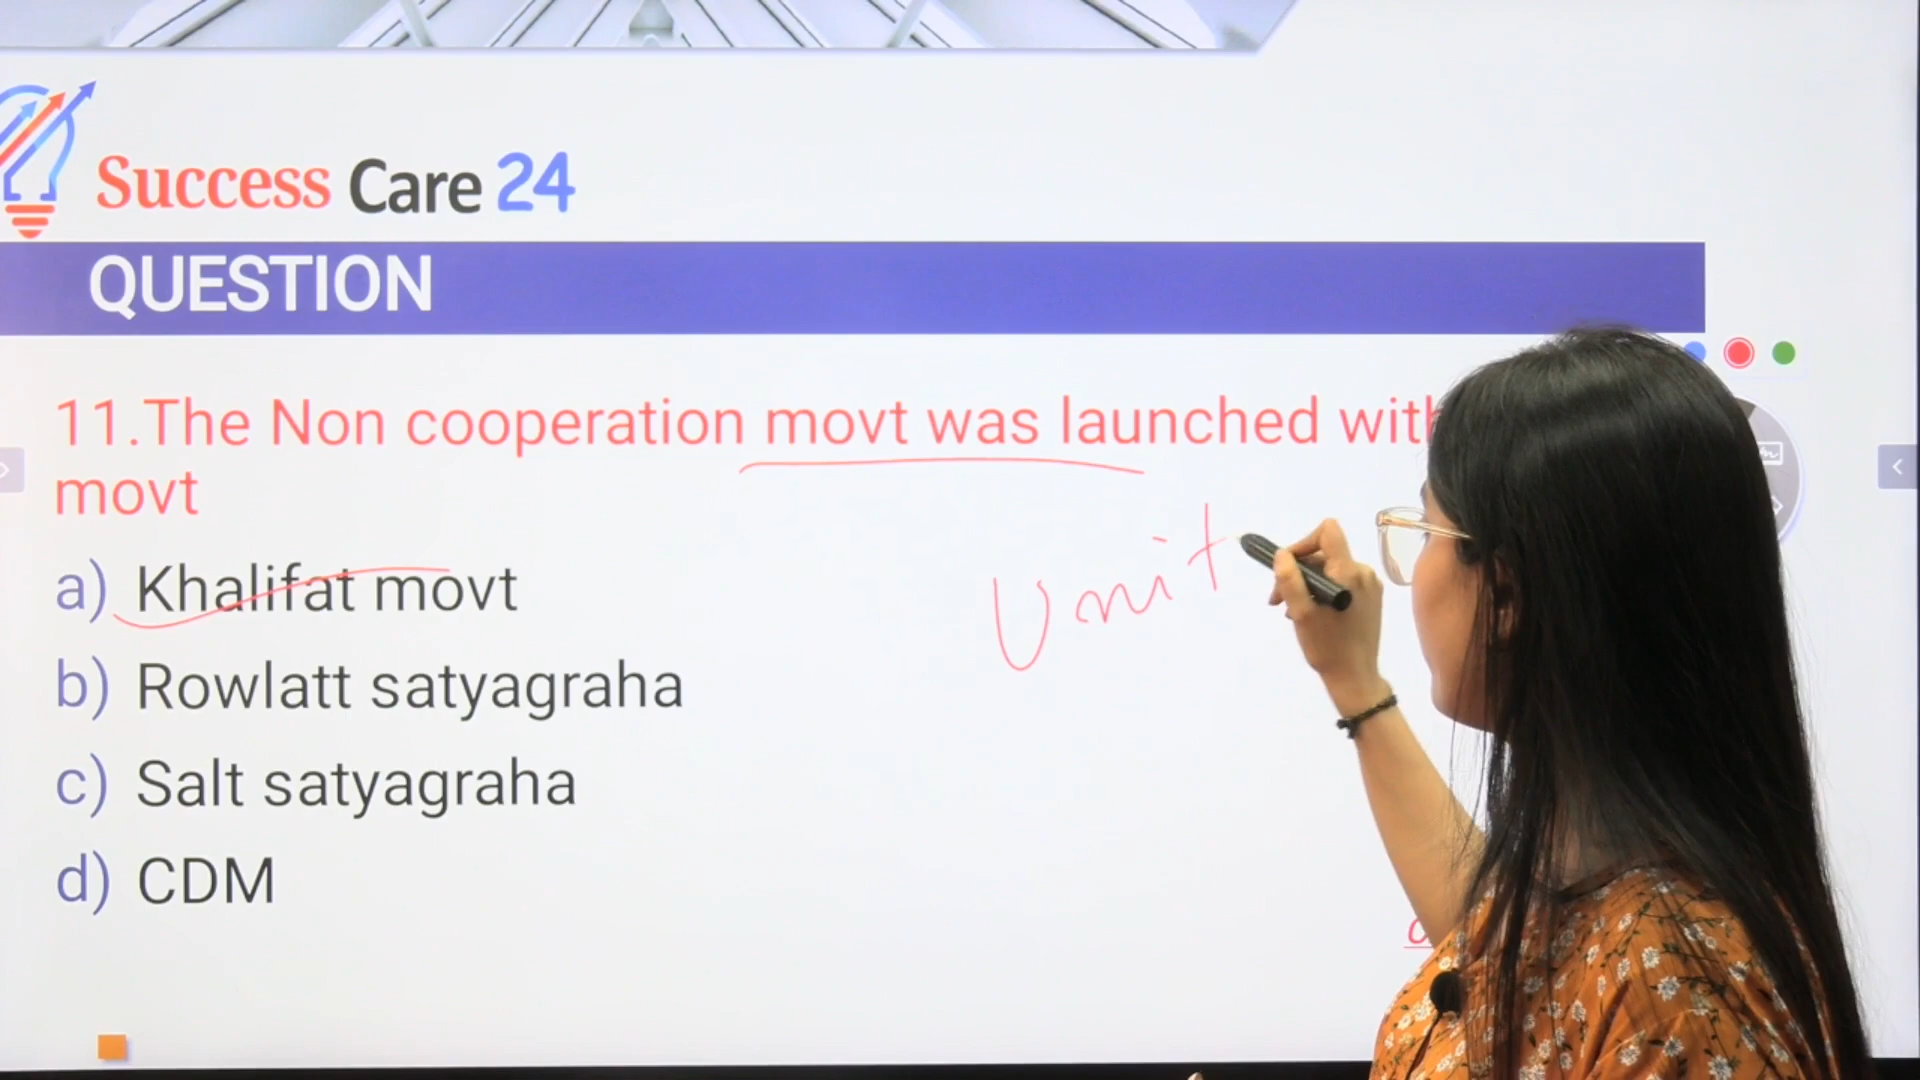 Success Care 24
QUESTION
11.The Non cooperation movt was launched with
movt
a) Khalifat movt
Unit
b) Rowlatt satyagraha
c) Salt satyagraha
d) CDM